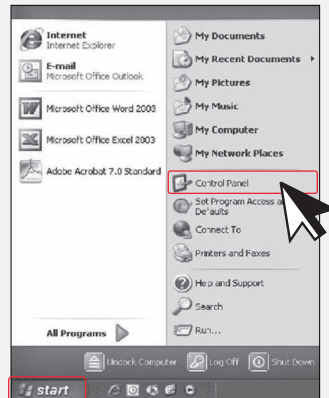 Internet
Internet Explorer
E-mail
Microsoft Office Outlook
Microsoft Office Word 2003
Microsoft Office Excel 2003
Adobe Acrobat 7.0 Standard
All Programs
My Documents
My Recent Documents
My Pictures
My Music
My Computer
My Network Places
Control Panel
Set Program Access a
Defaults
Connect To
Printers and Faxes
Help and Support
Search
Run...
Undock Computer
Log Off
Shut Down
start